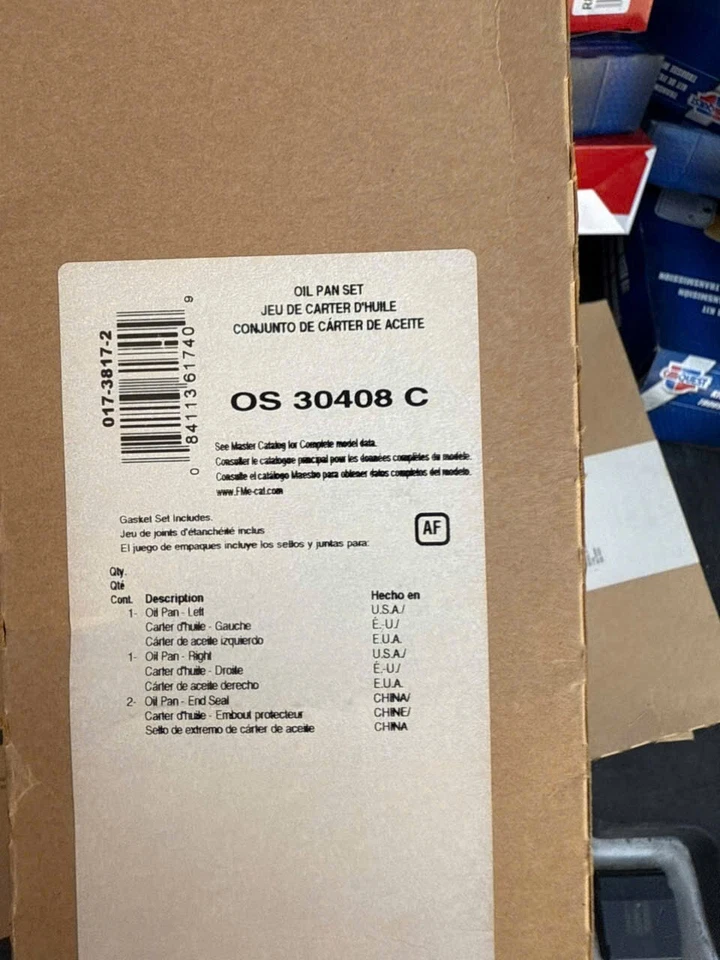 OIL PAN SET
JEU DE CARTER D'HUILE
CONJUNTO DE CÁRTER DE ACEITE
017-3817-2
0 84113 61740 9
OS 30408 C
See Master Catalog for Complete model data.
Consulter le catalogue principal pour les données complètes du modèle.
Consulte el catálogo Maestro para obtener datos completos del modelo.
www.FMe-cat.com
Gasket Set Includes.
Jeu de joints d'étanchéité inclus
El juego de empaques incluye los sellos y juntas para:
AF
Qty.
Qté
Cont. Description Hecho en
1- Oil Pan - Left U.S.A./
Carter d'huile - Gauche É.-U./
Cárter de aceite izquierdo E.U.A.
1- Oil Pan - Right U.S.A./
Carter d'huile - Droite É.-U./
Cárter de aceite derecho E.U.A.
2- Oil Pan - End Seal CHINA/
Carter d'huile - Embout protecteur CHINE/
Sello de extremo de cárter de aceite CHINA
CARQUEST
TRANSMISSION